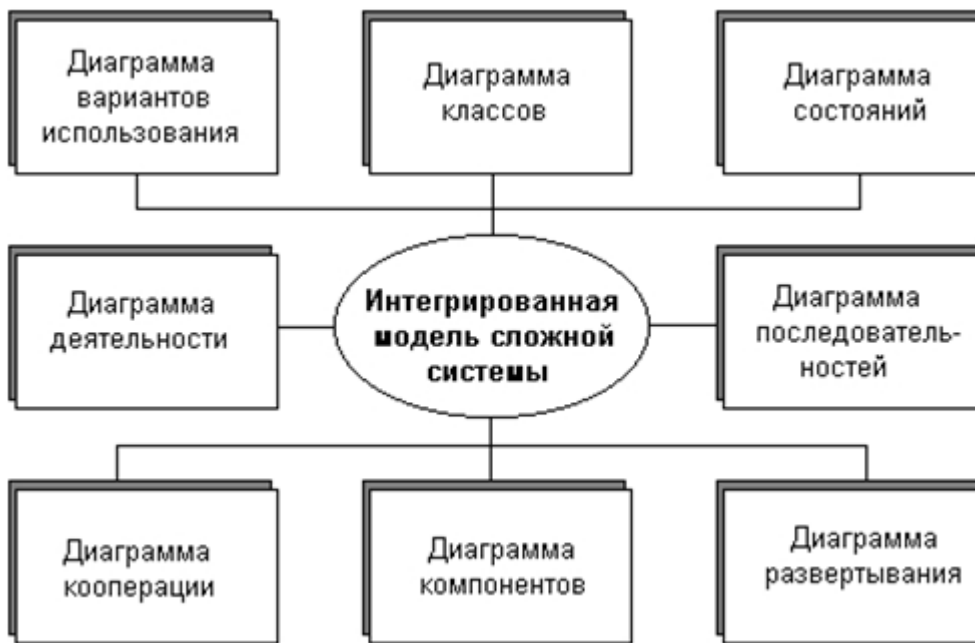 Диаграмма
вариантов
использования
Диаграмма
классов
Диаграмма
состояний
Диаграмма
деятельности
Интегрированная
модель сложной
системы
Диаграмма
последователь-
ностей
Диаграмма
кооперации
Диаграмма
компонентов
Диаграмма
развертывания